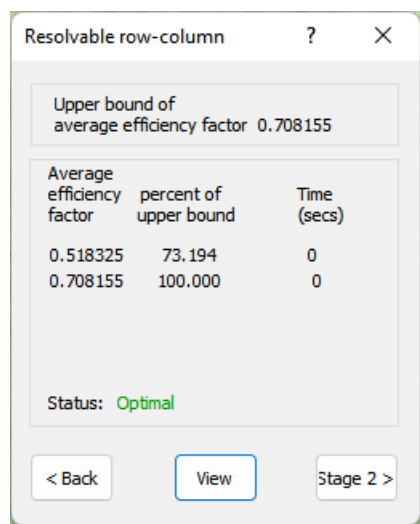 Resolvable row-column ? ×
Upper bound of
average efficiency factor 0.708155
Average
efficiency percent of Time
factor upper bound (secs)
0.518325 73.194 0
0.708155 100.000 0
Status: Optimal
< Back View Stage 2 >